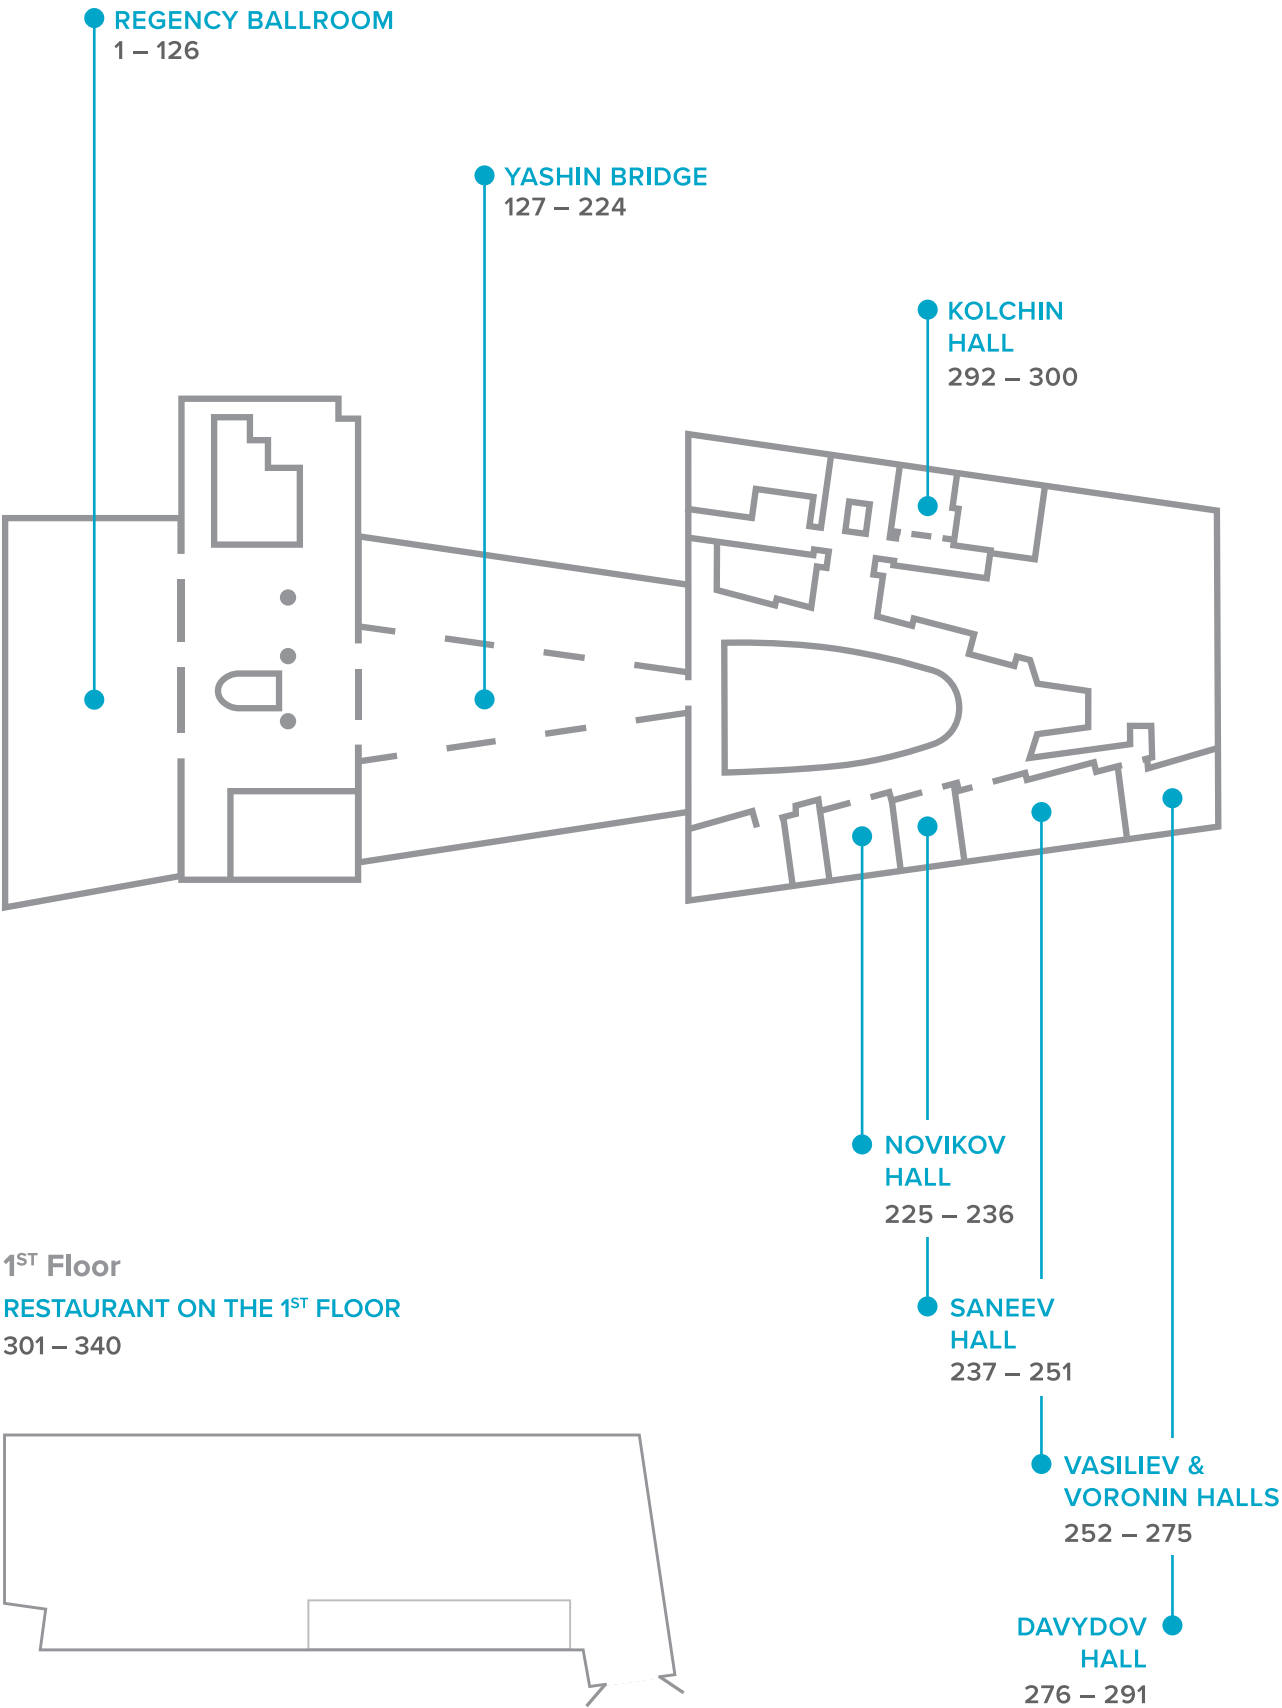 REGENCY BALLROOM
1 – 126
YASHIN BRIDGE
127 – 224
KOLCHIN
HALL
292 – 300
NOVIKOV
HALL
225 – 236
1ST Floor
RESTAURANT ON THE 1ST FLOOR
301 – 340
SANEEV
HALL
237 – 251
VASILIEV &
VORONIN HALLS
252 – 275
DAVYDOV
HALL
276 – 291